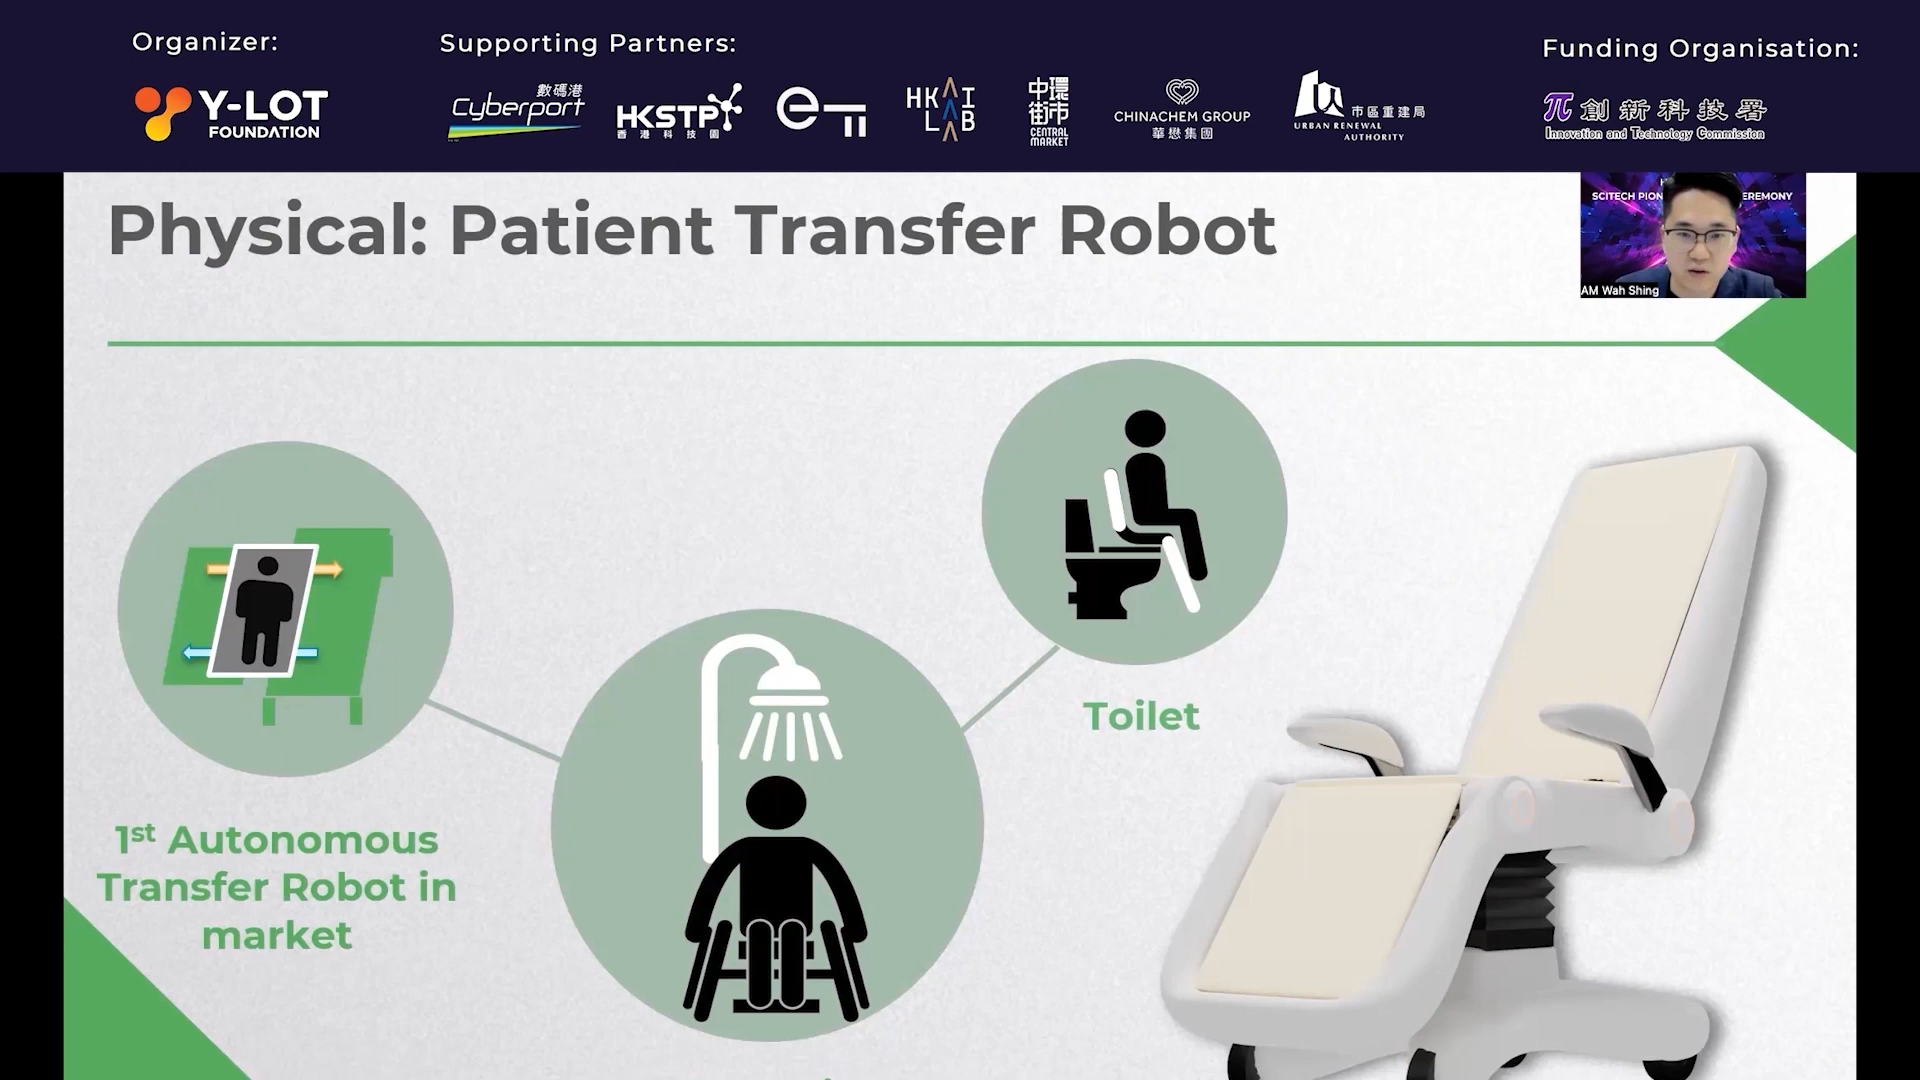 Organizer:
Supporting Partners:
Funding Organisation:
Y-LOT
FOUNDATION
數碼港
Cyberport
HKSTP
香港科技園
HK AI
LAB
中環
街市
CENTRAL
MARKET
CHINACHEM GROUP
華懋集團
市區重建局
URBAN RENEWAL
AUTHORITY
創新科技署
Innovation and Technology Commission
Physical: Patient Transfer Robot
SCITECH PION
EREMONY
AM Wah Shing
Toilet
1st Autonomous
Transfer Robot in
market